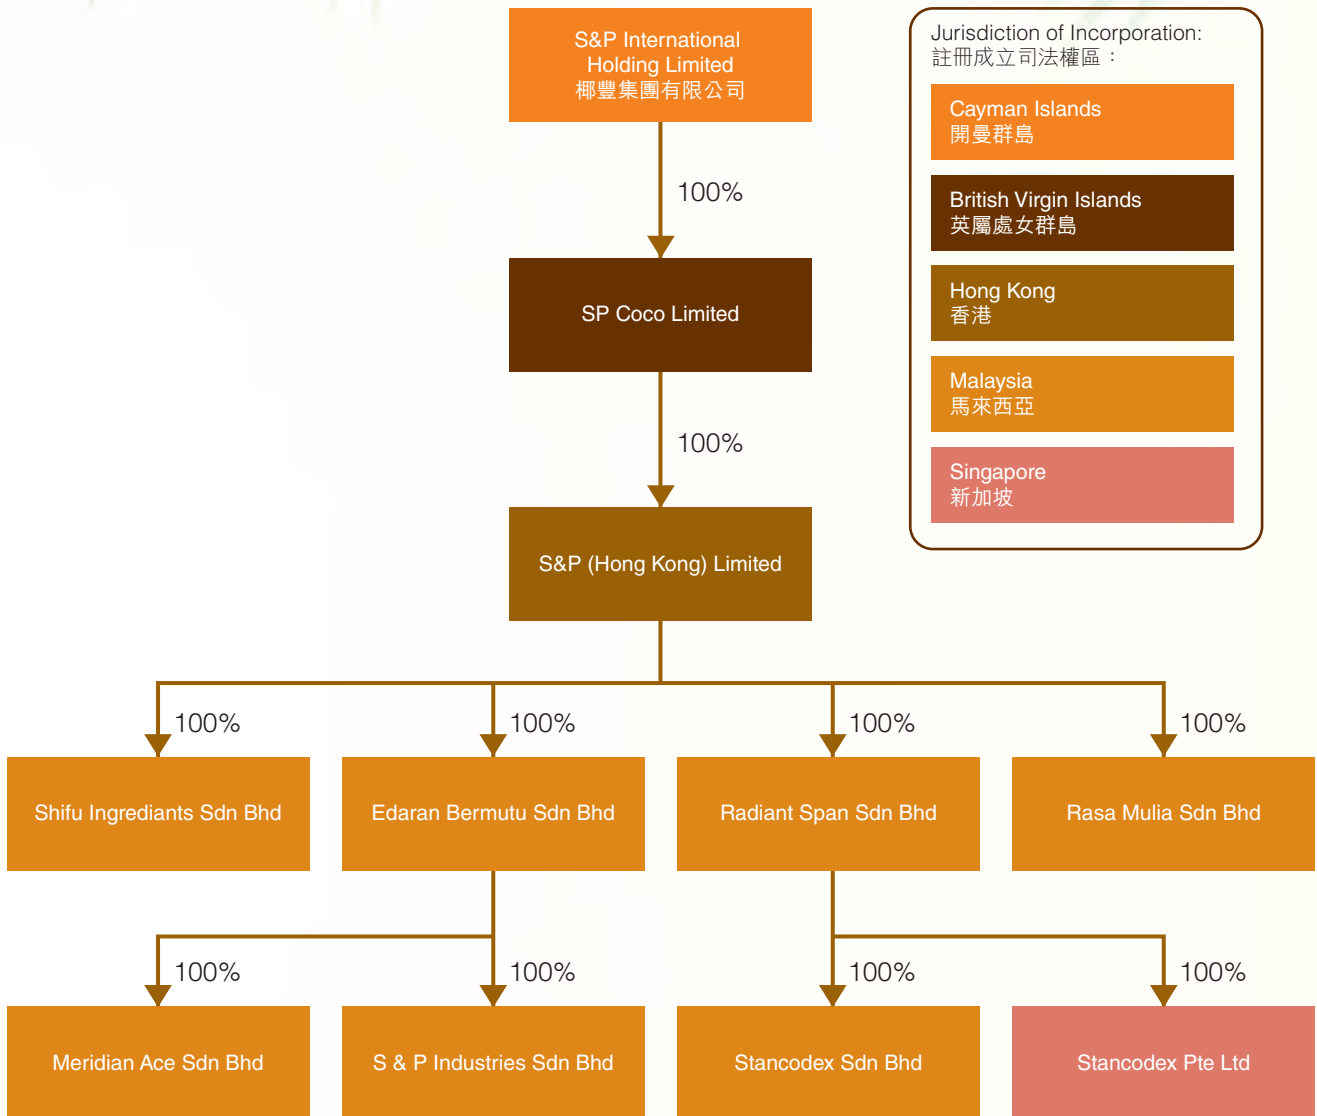 S&P International
Holding Limited
椰豐集團有限公司
Jurisdiction of Incorporation:
註冊成立司法權區：
Cayman Islands
開曼群島
British Virgin Islands
英屬處女群島
Hong Kong
香港
Malaysia
馬來西亞
Singapore
新加坡
100%
SP Coco Limited
100%
S&P (Hong Kong) Limited
100%
100%
100%
100%
Shifu Ingrediants Sdn Bhd
Edaran Bermutu Sdn Bhd
Radiant Span Sdn Bhd
Rasa Mulia Sdn Bhd
100%
100%
100%
100%
Meridian Ace Sdn Bhd
S & P Industries Sdn Bhd
Stancodex Sdn Bhd
Stancodex Pte Ltd